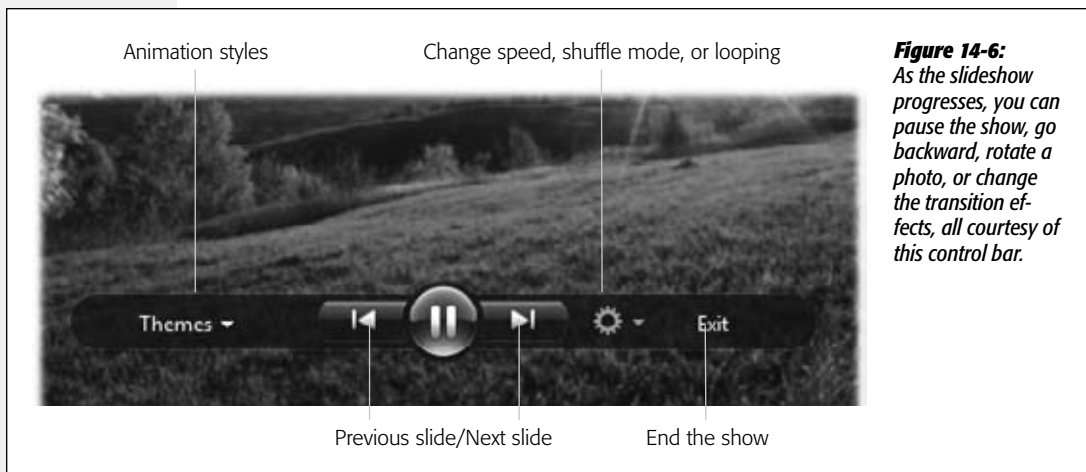 Animation styles
Change speed, shuffle mode, or looping
Figure 14-6:
As the slideshow
progresses, you can
pause the show, go
backward, rotate a
photo, or change
the transition ef-
fects, all courtesy of
this control bar.
Themes
Exit
Previous slide/Next slide
End the show